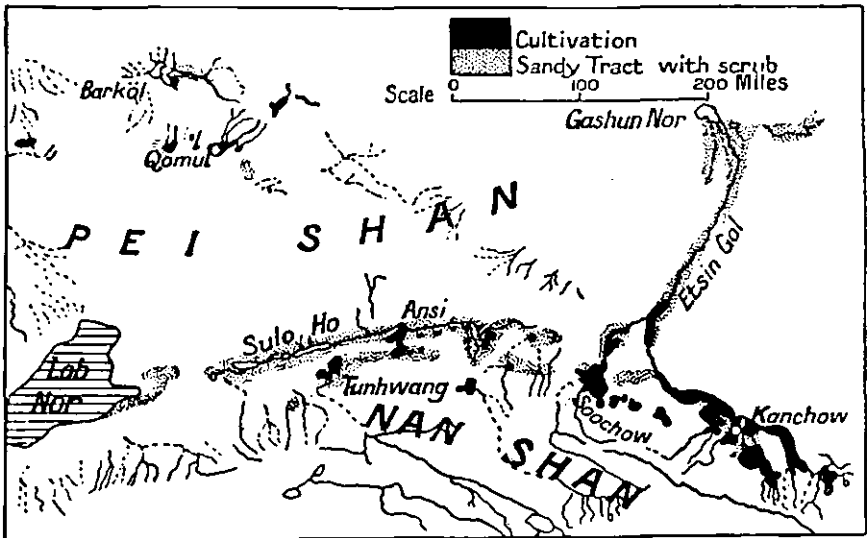 Cultivation
Sandy Tract with scrub
Scale 0 100 200 Miles
Barköl
Gashun Nor
Qomul
PEI SHAN
Etsin Gol
Sulo Ho
Ansi
Lob
Nor
Tunhwang
Soochow
Kanchow
NAN
SHAN